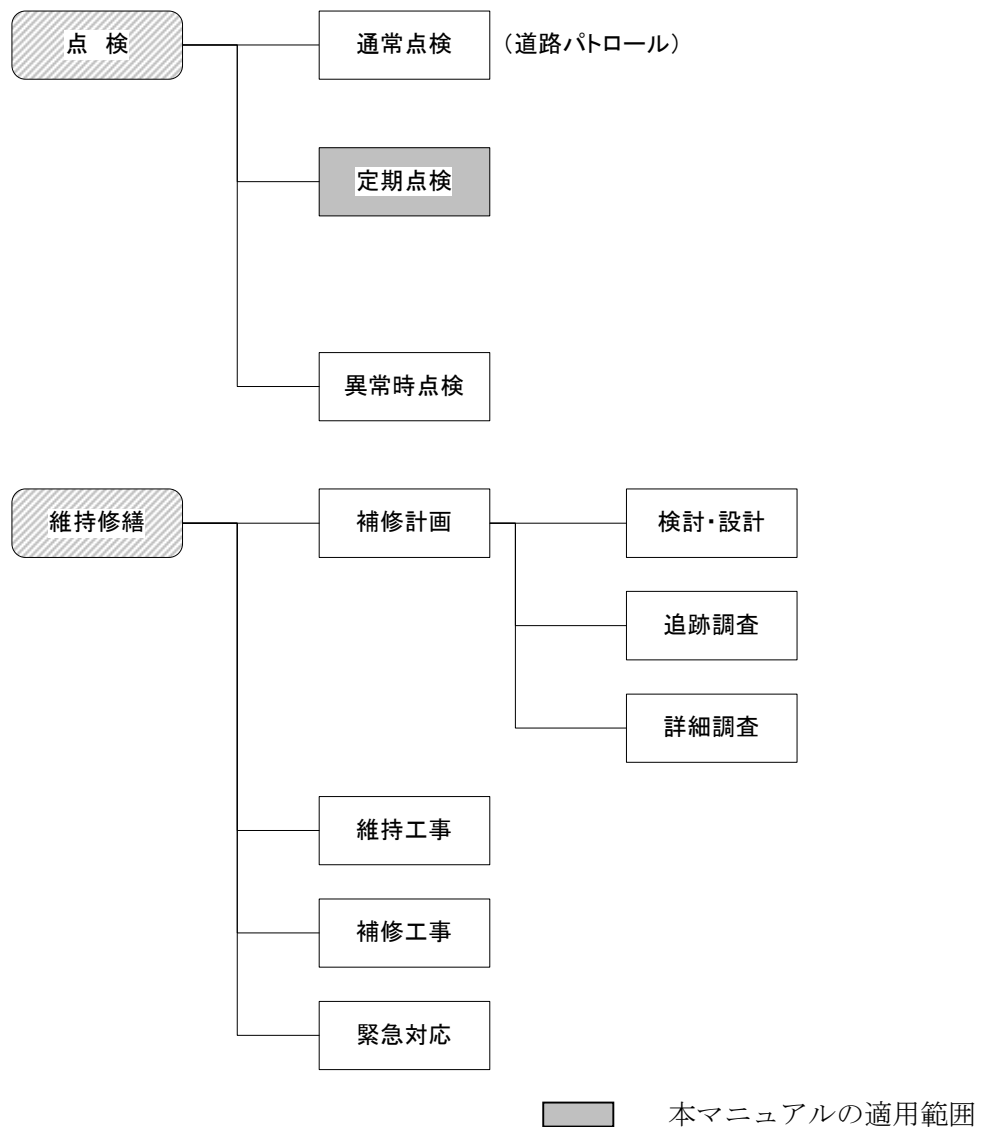 点 検
通常点検 (道路パトロール)
定期点検
異常時点検
維持修繕
補修計画
検討・設計
追跡調査
詳細調査
維持工事
補修工事
緊急対応
本マニュアルの適用範囲